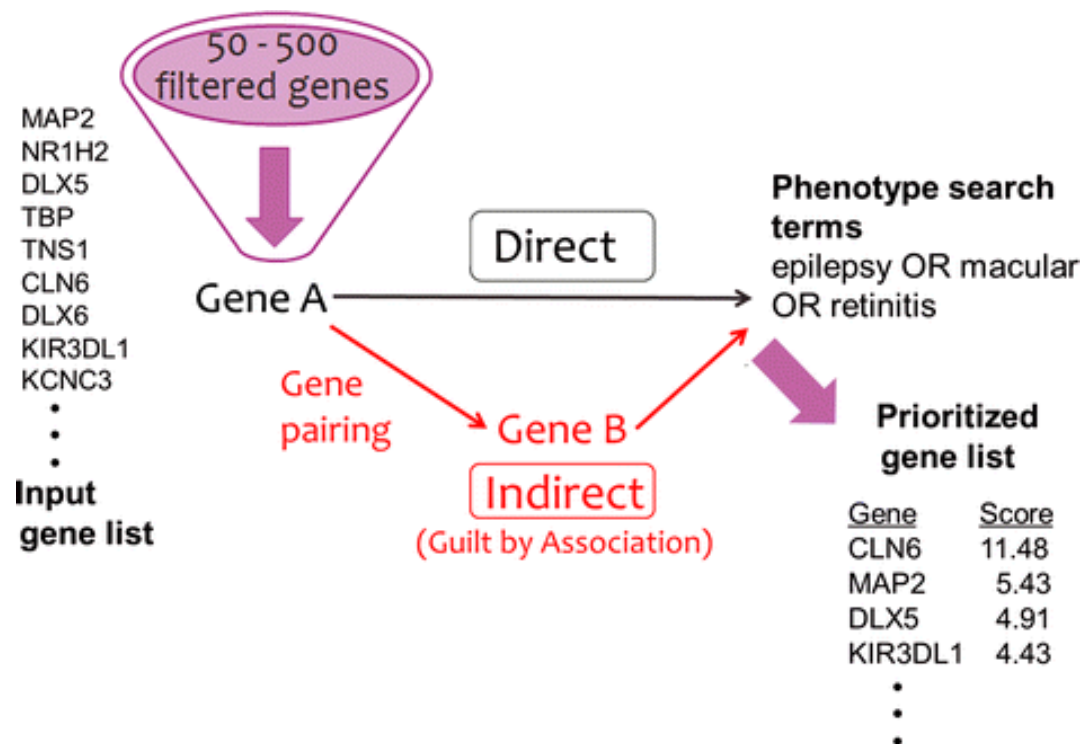 50 - 500
filtered genes
MAP2
NR1H2
DLX5
TBP
TNS1
CLN6
DLX6
KIR3DL1
KCNC3
•
•
•
Input
gene list
Gene A
Direct
Gene
pairing
Gene B
Indirect
(Guilt by Association)
Phenotype search
terms
epilepsy OR macular
OR retinitis
Prioritized
gene list
Gene Score
CLN6 11.48
MAP2 5.43
DLX5 4.91
KIR3DL1 4.43
•
•
•